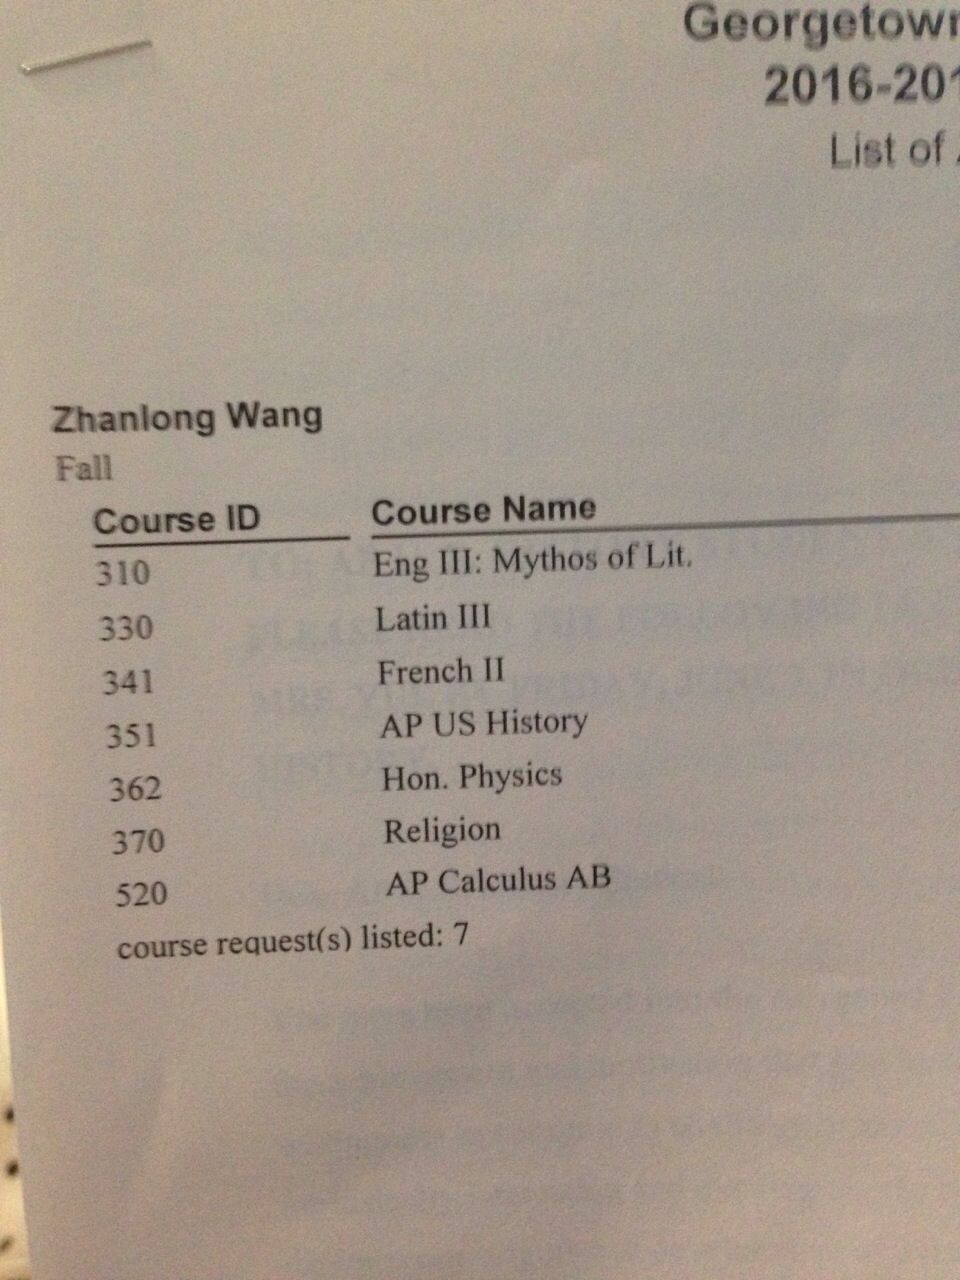 Georgetown
2016-201
List of
Zhanlong Wang
Fall
Course ID Course Name
310 Eng III: Mythos of Lit.
330 Latin III
341 French II
351 AP US History
362 Hon. Physics
370 Religion
520 AP Calculus AB
course request(s) listed: 7